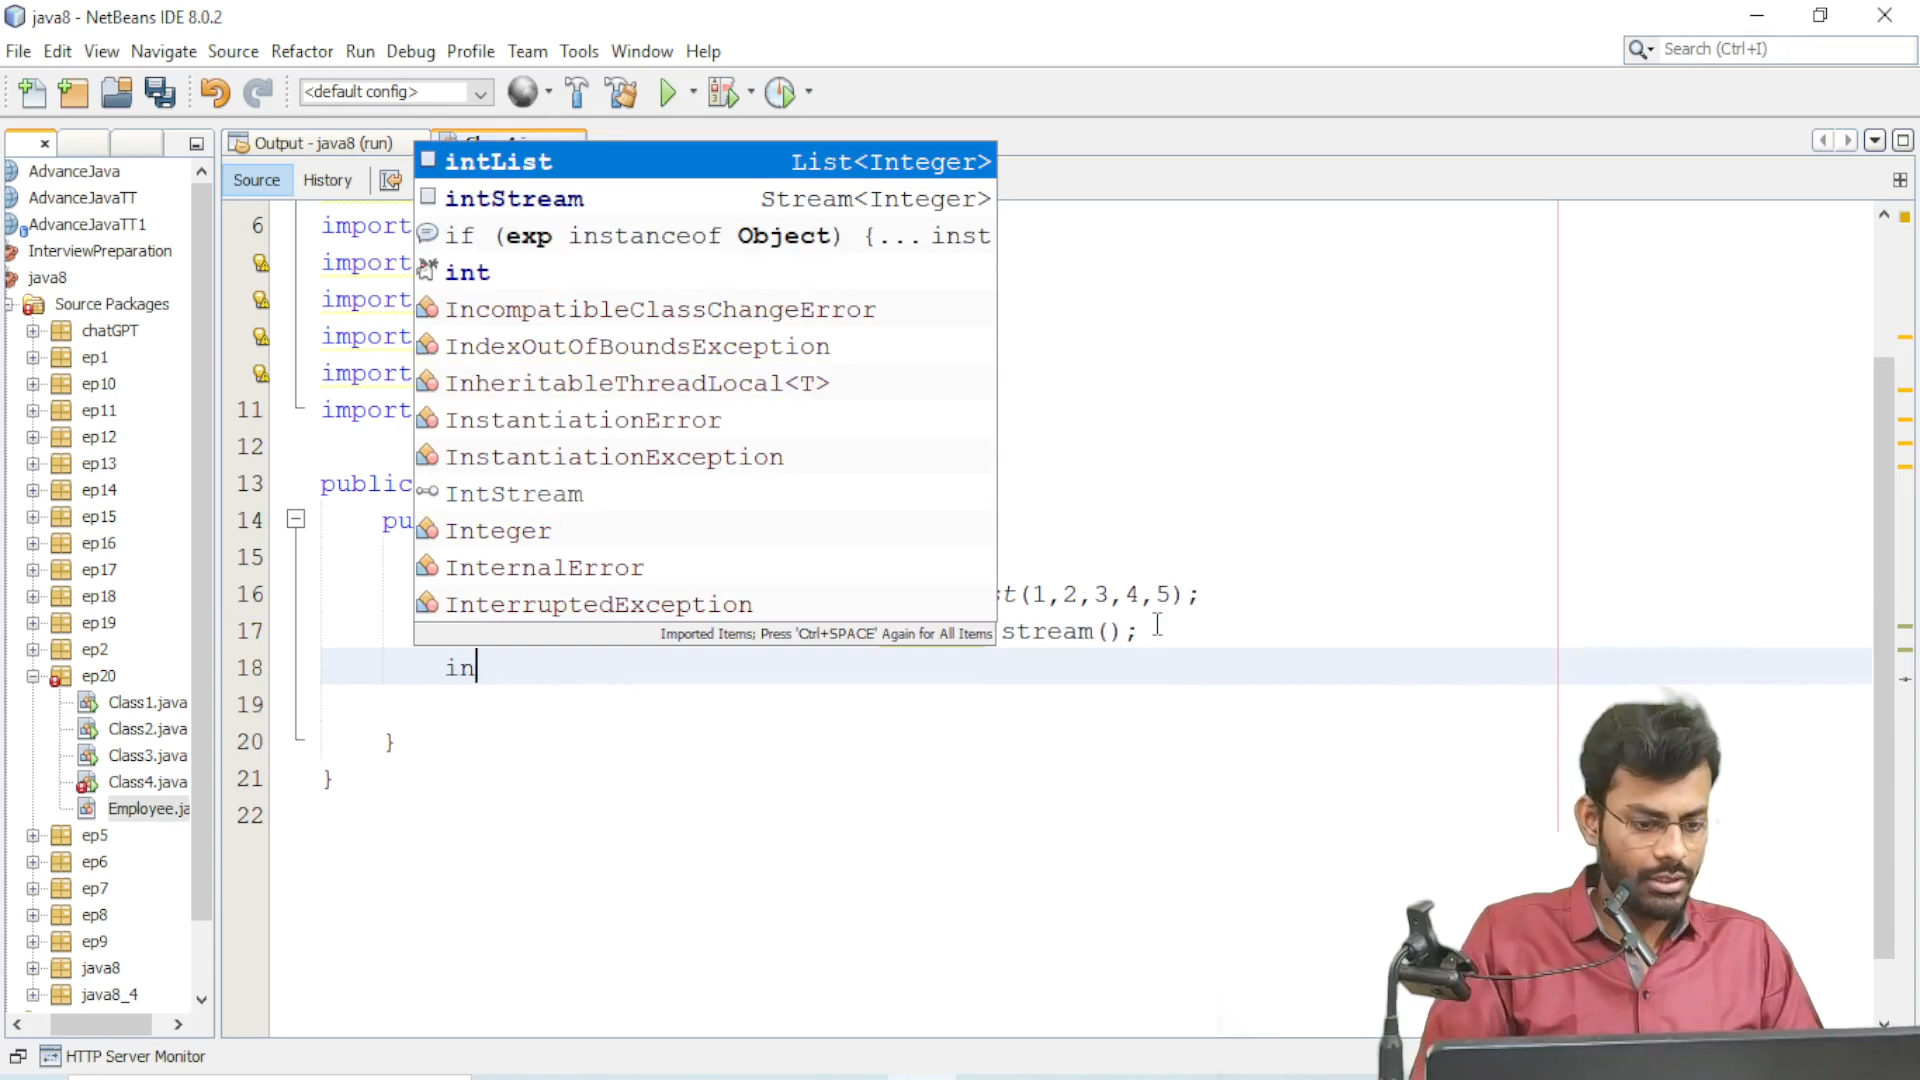 java8 - NetBeans IDE 8.0.2
File Edit View Navigate Source Refactor Run Debug Profile Team Tools Window Help
Search (Ctrl+I)
<default config>
Output - java8 (run)
Source History
AdvanceJava
AdvanceJavaTT
AdvanceJavaTT1
InterviewPreparation
java8
Source Packages
chatGPT
ep1
ep10
ep11
ep12
ep13
ep14
ep15
ep16
ep17
ep18
ep19
ep2
ep20
Class1.java
Class2.java
Class3.java
Class4.java
Employee.ja
ep5
ep6
ep7
ep8
ep9
java8
java8_4
intList List<Integer>
intStream Stream<Integer>
if (exp instanceof Object) {... inst
int
IncompatibleClassChangeError
IndexOutOfBoundsException
InheritableThreadLocal<T>
InstantiationError
InstantiationException
IntStream
Integer
InternalError
InterruptedException
Imported Items; Press 'Ctrl+SPACE' Again for All Items
6 import
import
import
import
import
11 import
12
13 public
14 pu
15
16 st(1,2,3,4,5);
17 stream();
18 in
19
20 }
21 }
22
HTTP Server Monitor